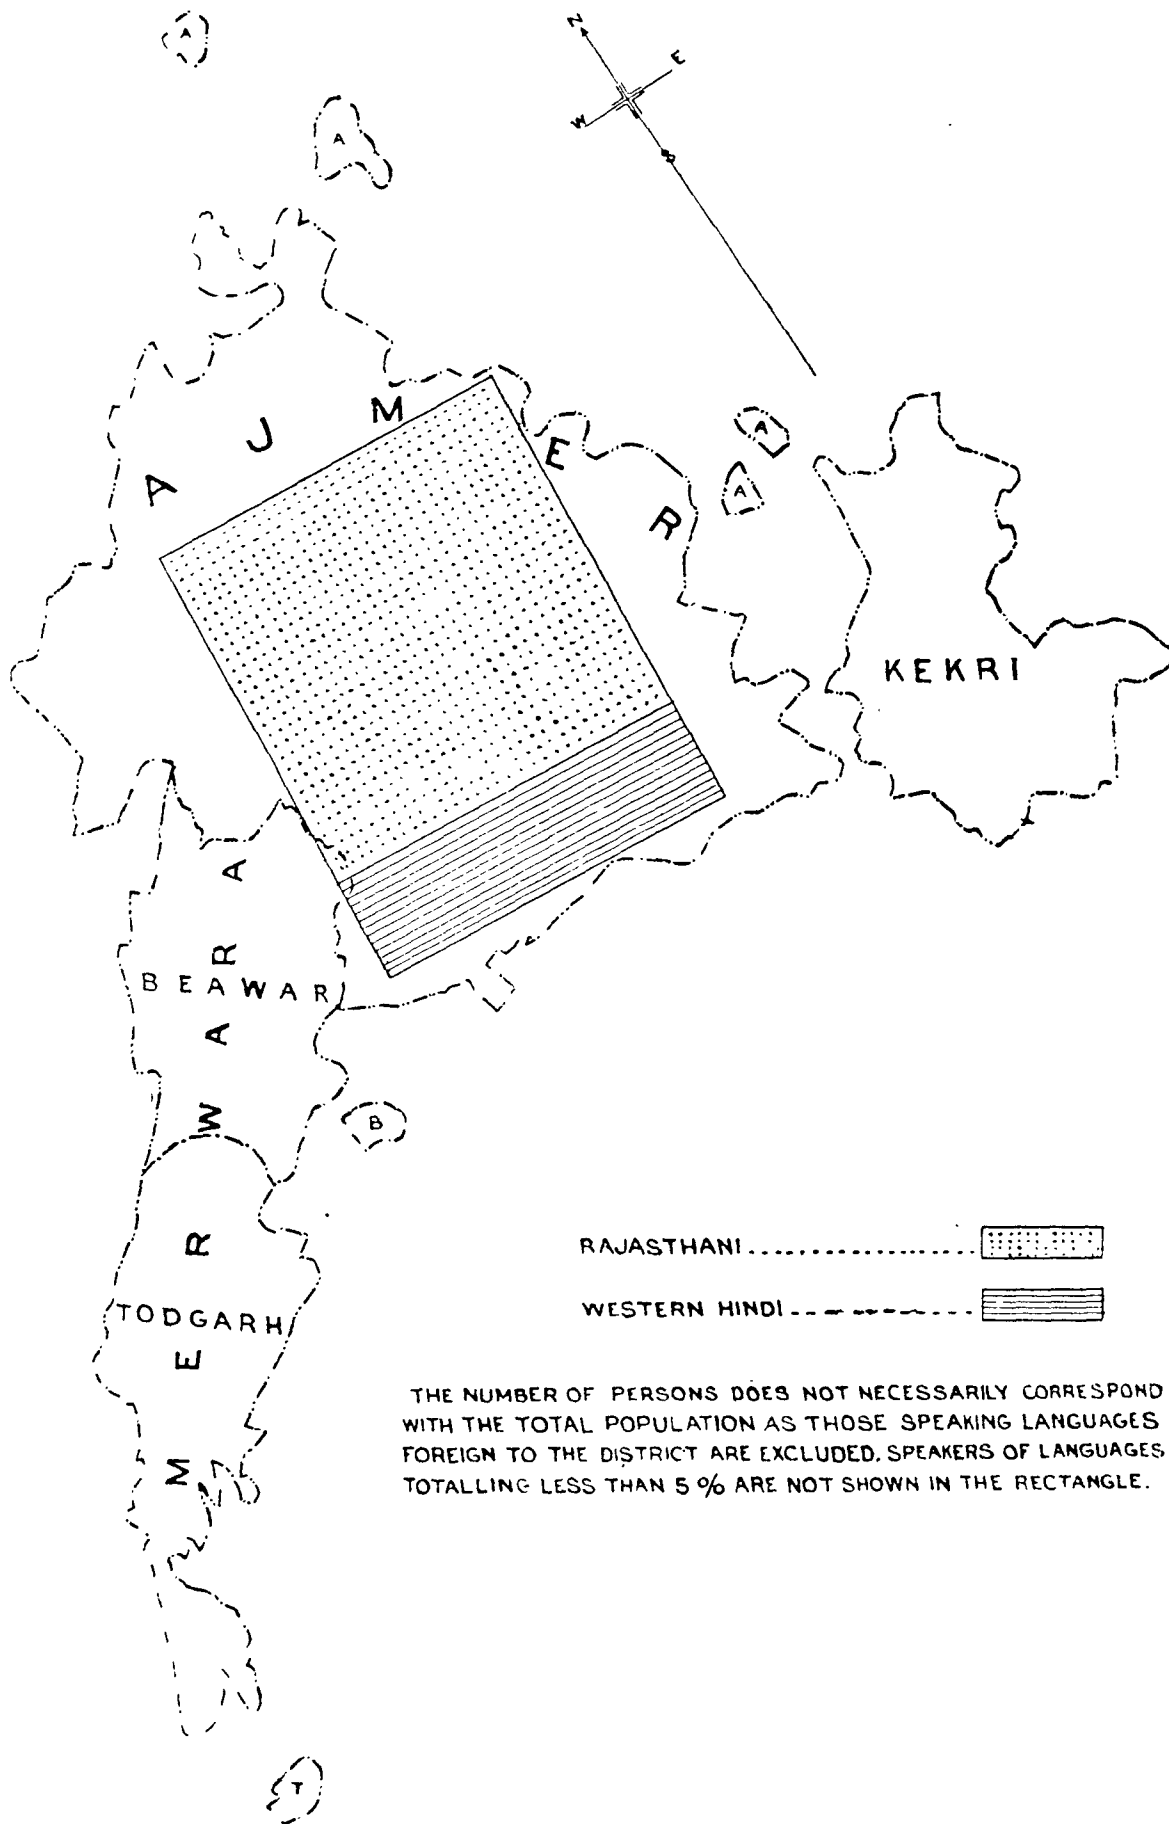 A
N
E
W
A
AJMER
A
A
KEKRI
MERWARA
BEAWAR
B
TODGARH
RAJASTHANI
WESTERN HINDI
THE NUMBER OF PERSONS DOES NOT NECESSARILY CORRESPOND
WITH THE TOTAL POPULATION AS THOSE SPEAKING LANGUAGES
FOREIGN TO THE DISTRICT ARE EXCLUDED. SPEAKERS OF LANGUAGES
TOTALLING LESS THAN 5 % ARE NOT SHOWN IN THE RECTANGLE.
T